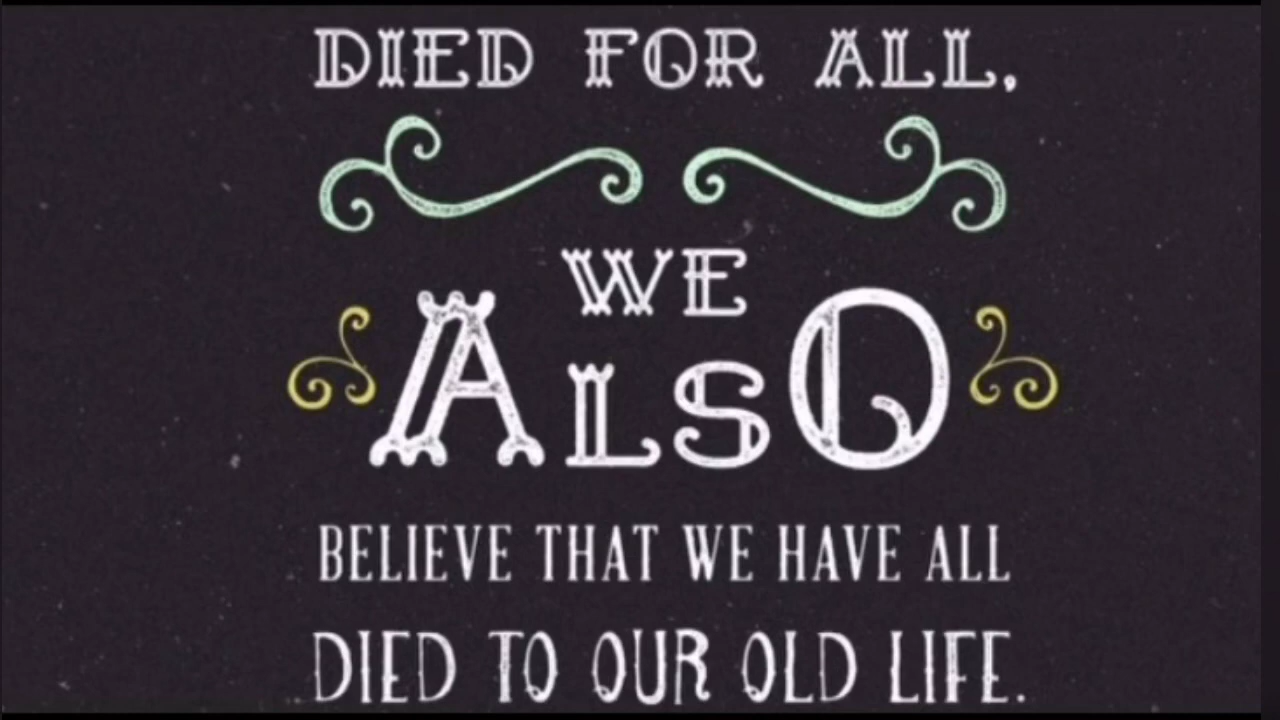 DIED FOR ALL,
WE
ALSO
BELIEVE THAT WE HAVE ALL
DIED TO OUR OLD LIFE.